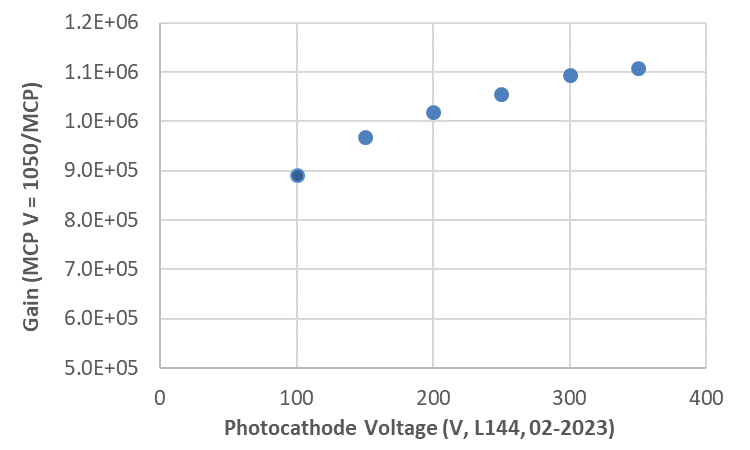 1.2E+06
1.1E+06
1.0E+06
9.0E+05
8.0E+05
7.0E+05
6.0E+05
5.0E+05
Gain (MCP V = 1050/MCP)
0 100 200 300 400
Photocathode Voltage (V, L144, 02-2023)